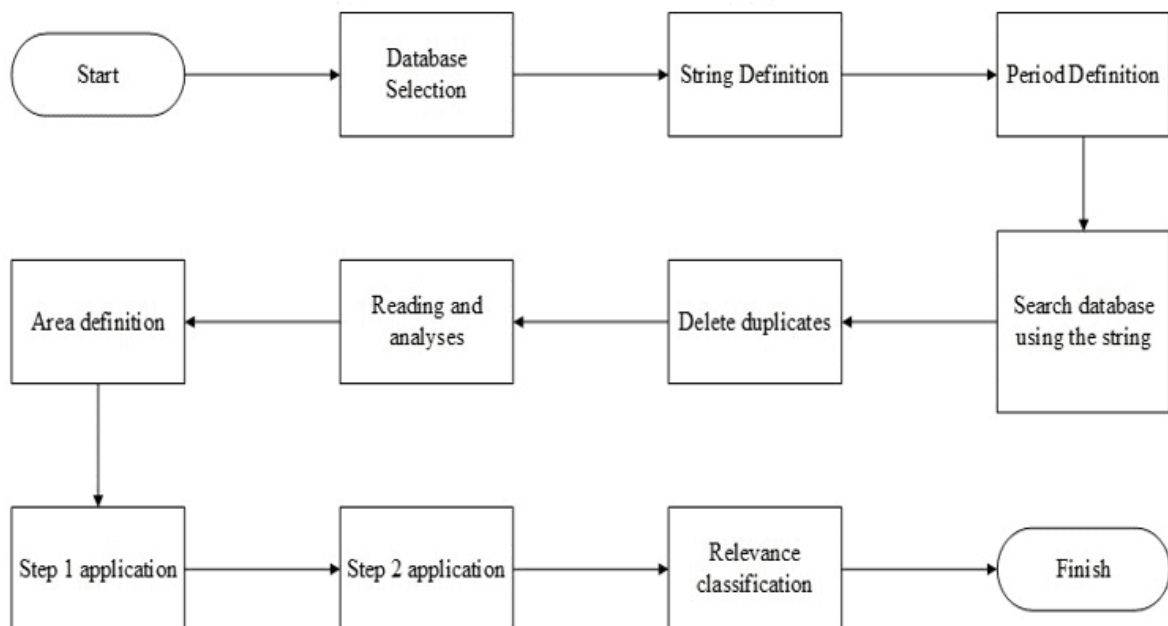 Start
Database
Selection
String Definition
Period Definition
Search database
using the string
Delete duplicates
Reading and
analyses
Area definition
Step 1 application
Step 2 application
Relevance
classification
Finish